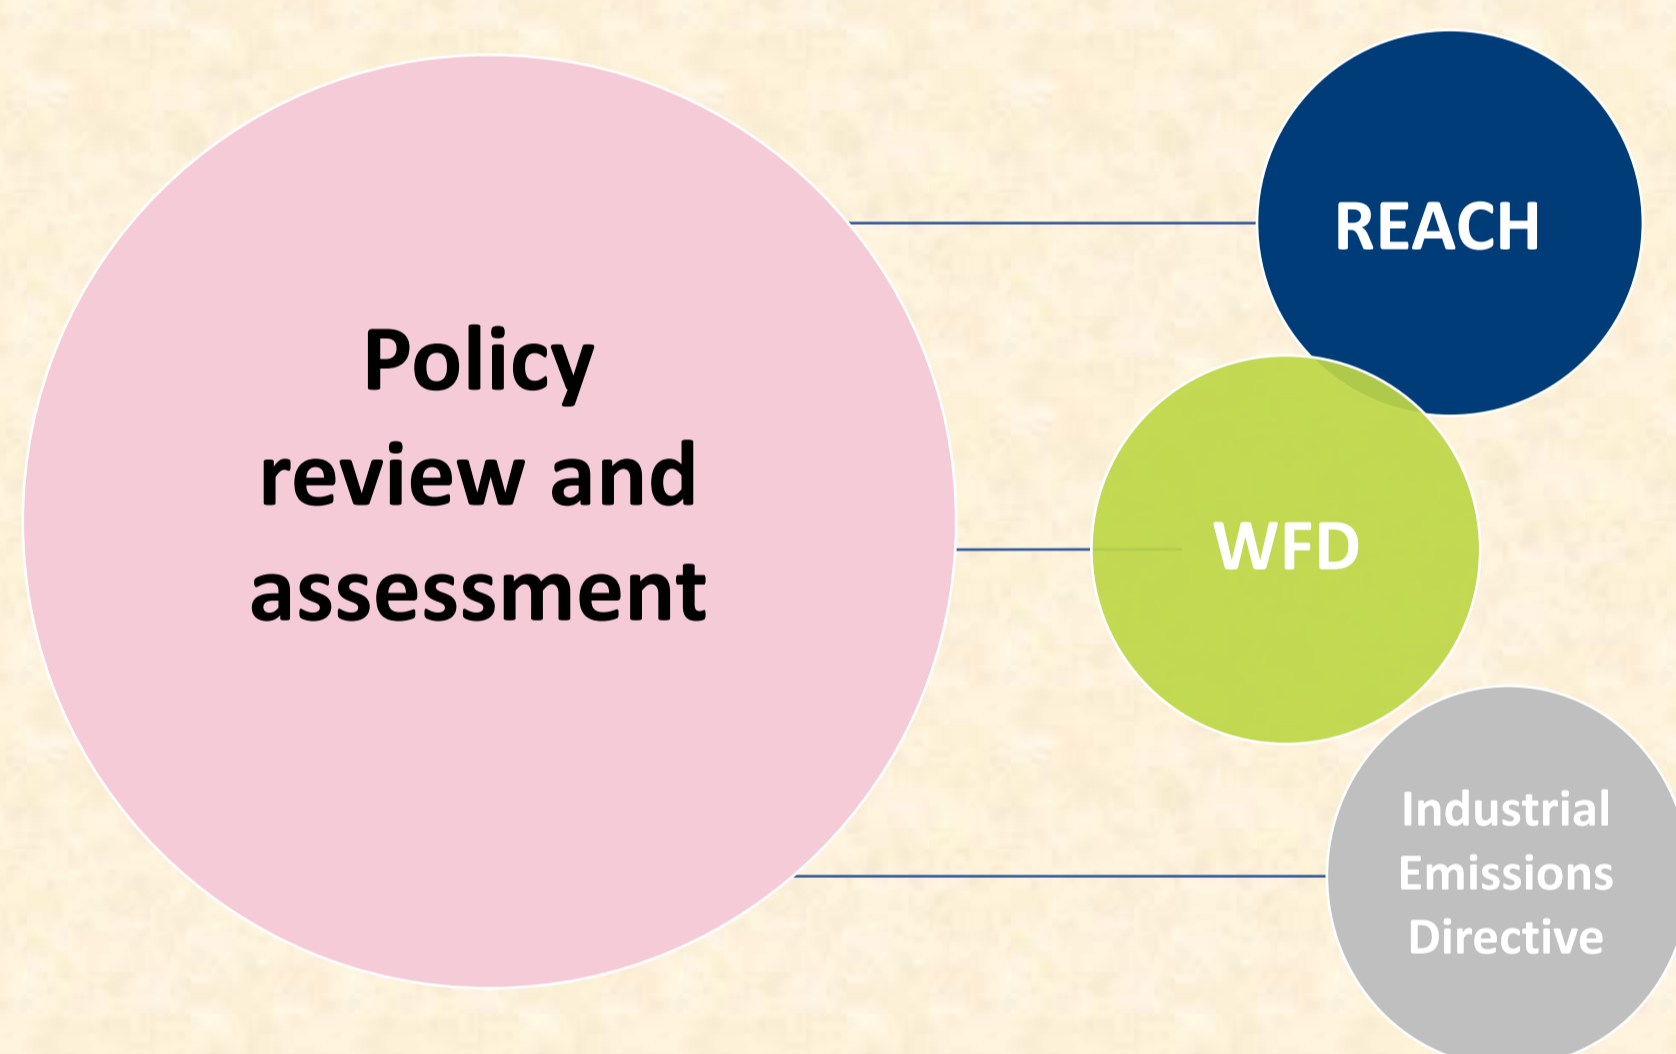 Policy
review and
assessment
REACH
WFD
Industrial
Emissions
Directive